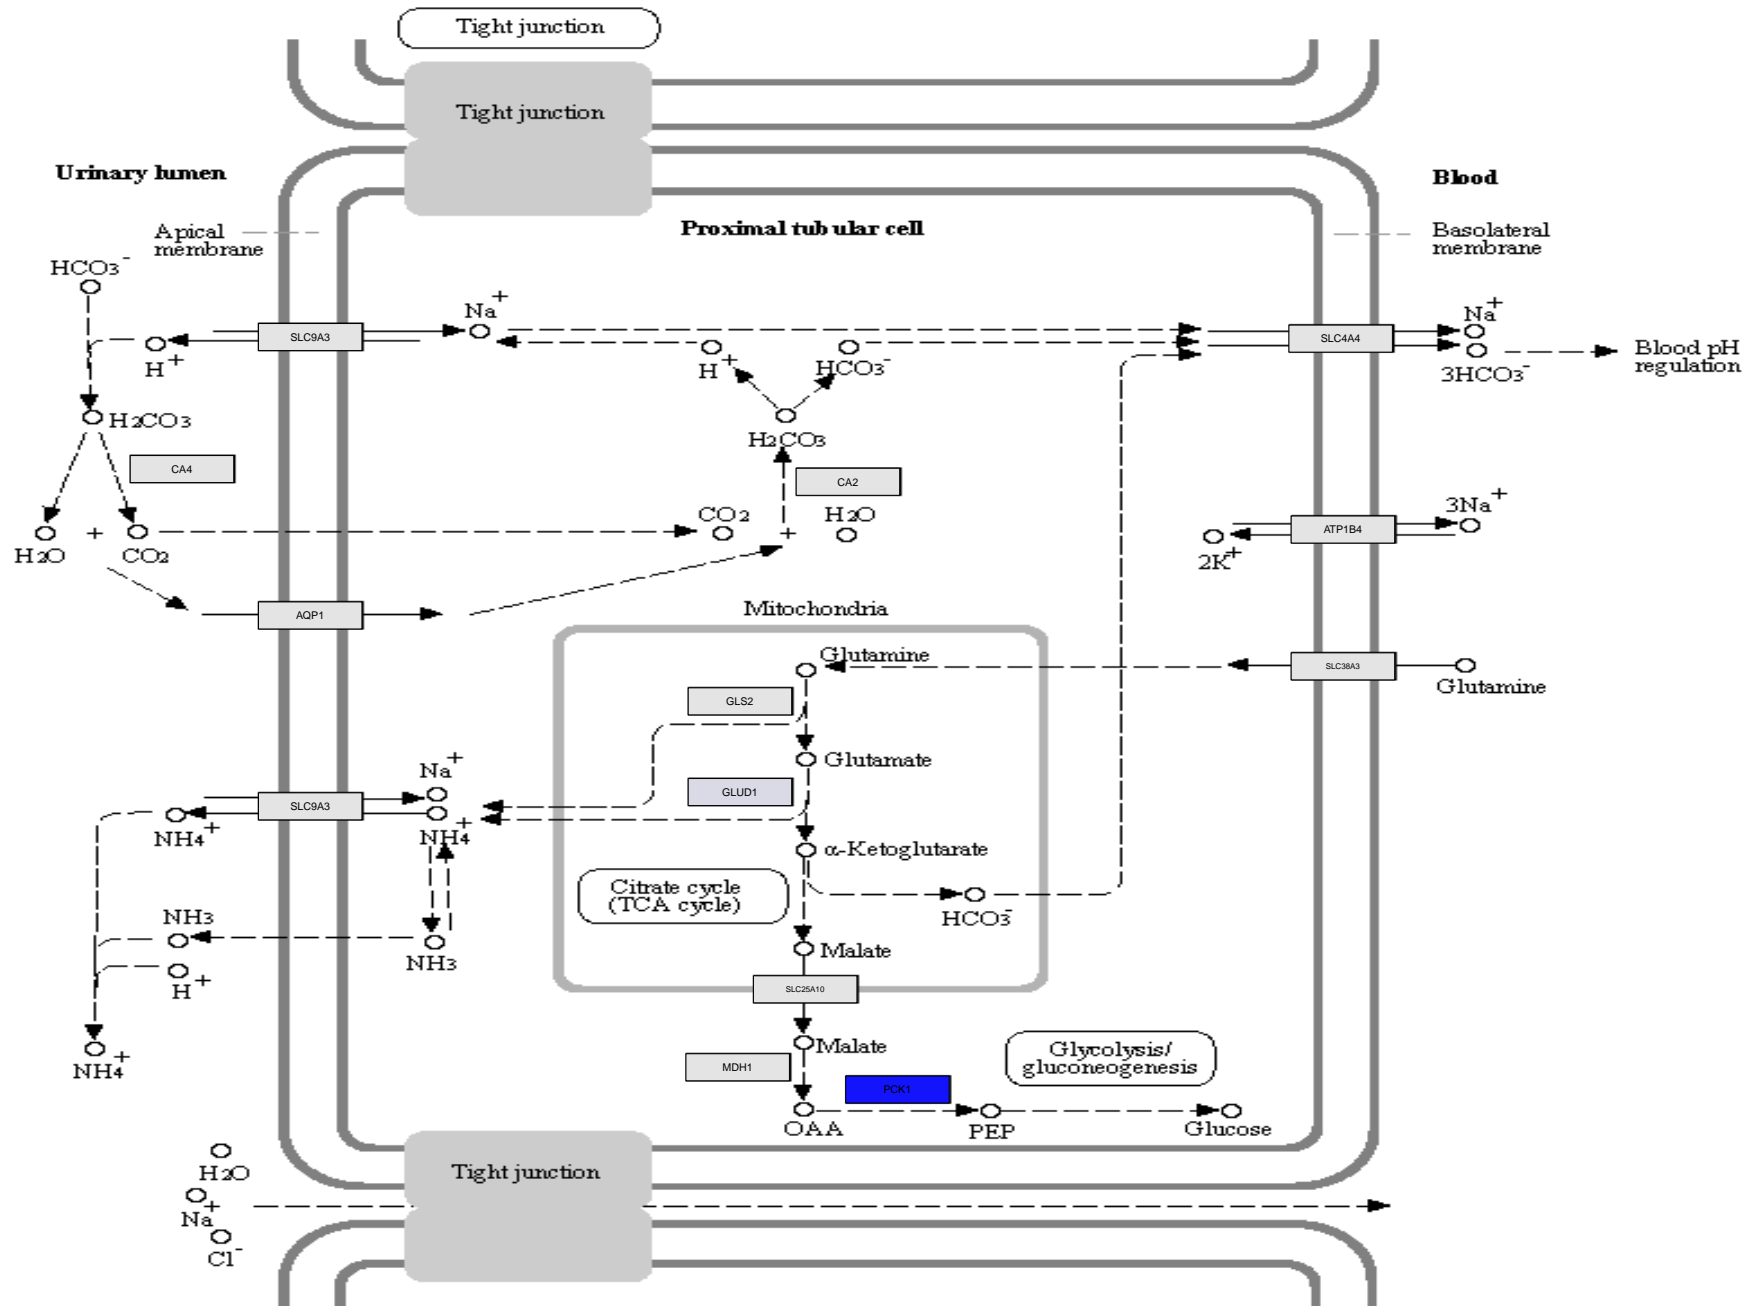 Tight junction
Tight junction
Urinary lumen
Blood
Apical
membrane
Proximal tubular cell
Basolateral
membrane
HCO3-
Na+
Na+
SLC9A3
SLC4A4
H+
H+
HCO3-
3HCO3-
Blood pH
regulation
H2CO3
H2CO3
CA4
CA2
CO2
H2O
3Na+
H2O
+
CO2
+
ATP1B4
2K+
AQP1
Mitochondria
Glutamine
SLC38A3
Glutamine
GLS2
Na+
Glutamate
GLUD1
SLC9A3
NH4+
NH4+
α-Ketoglutarate
Citrate cycle
(TCA cycle)
HCO3-
NH3
NH3
Malate
H+
SLC25A10
NH4+
Malate
Glycolysis/
gluconeogenesis
MDH1
PCK1
OAA
PEP
Glucose
H2O
Tight junction
Na+
Cl-